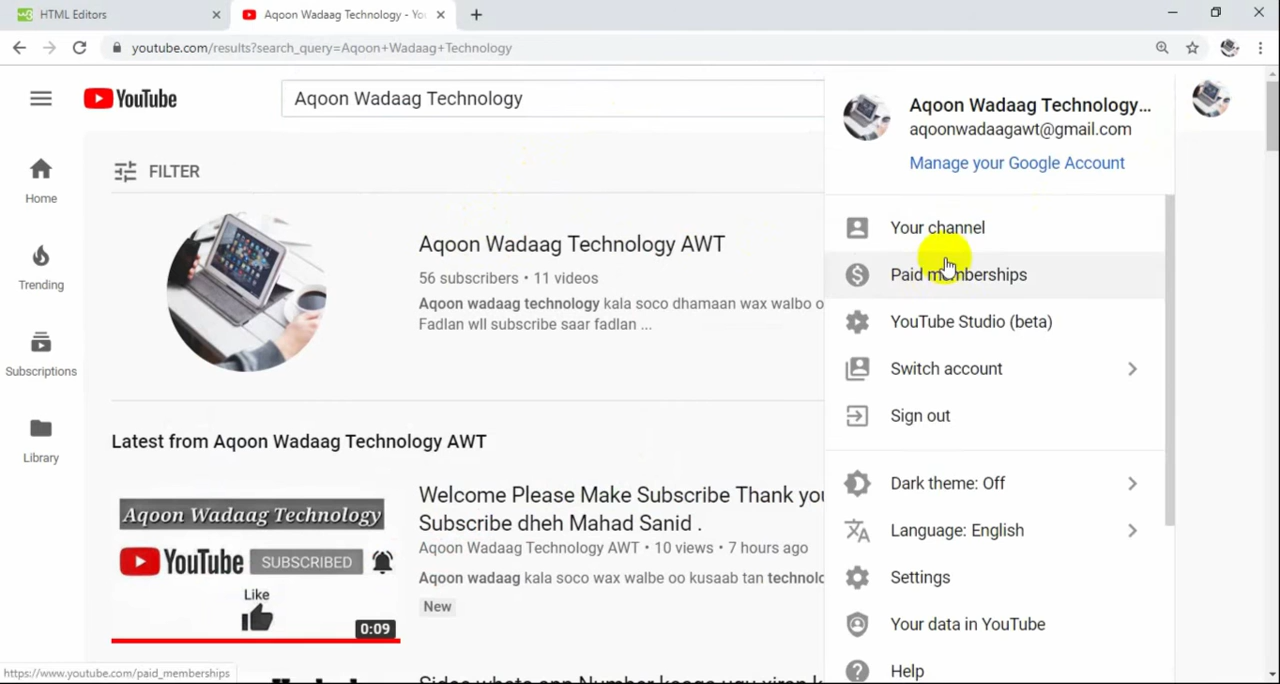 HTML Editors
Aqoon Wadaag Technology - Yo
youtube.com/results?search_query=Aqoon+Wadaag+Technology
YouTube
Aqoon Wadaag Technology
Home
Trending
Subscriptions
Library
FILTER
Aqoon Wadaag Technology AWT
56 subscribers • 11 videos
Aqoon wadaag technology kala soco dhamaan wax walbo o
Fadlan wll subscribe saar fadlan ...
Latest from Aqoon Wadaag Technology AWT
Aqoon Wadaag Technology
YouTube SUBSCRIBED
Like
0:09
Welcome Please Make Subscribe Thank you
Subscribe dheh Mahad Sanid .
Aqoon Wadaag Technology AWT • 10 views • 7 hours ago
Aqoon wadaag kala soco wax walbe oo kusaab tan technolo
New
Aqoon Wadaag Technology...
aqoonwadaagawt@gmail.com
Manage your Google Account
Your channel
Paid memberships
YouTube Studio (beta)
Switch account
Sign out
Dark theme: Off
Language: English
Settings
Your data in YouTube
Help
https://www.youtube.com/paid_memberships